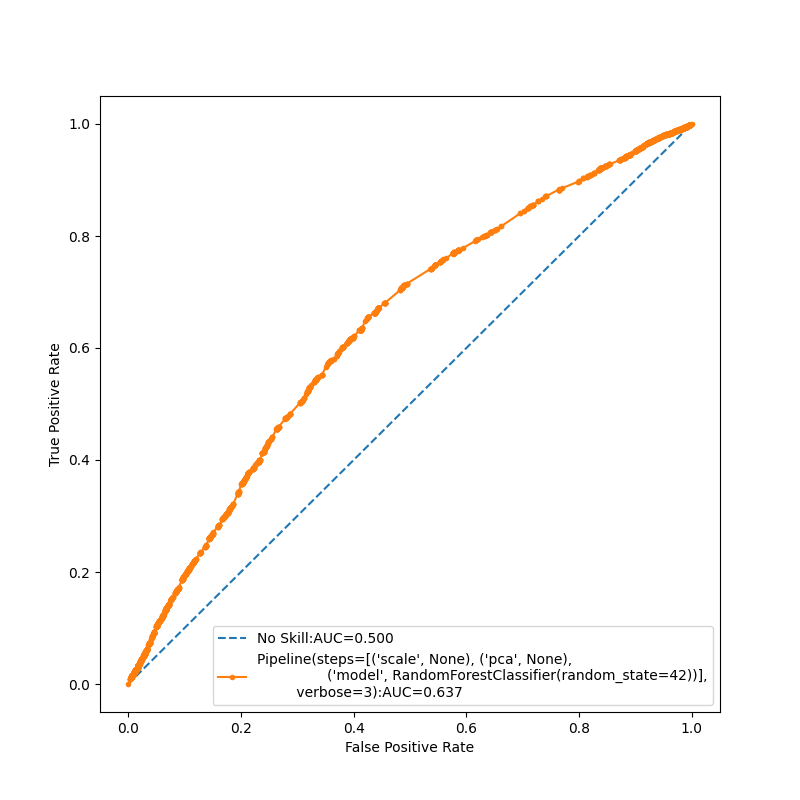 1.0
0.8
0.6
0.4
0.2
0.0
True Positive Rate
No Skill:AUC=0.500
Pipeline(steps=[('scale', None), ('pca', None),
('model', RandomForestClassifier(random_state=42))],
verbose=3):AUC=0.637
0.0 0.2 0.4 0.6 0.8 1.0
False Positive Rate